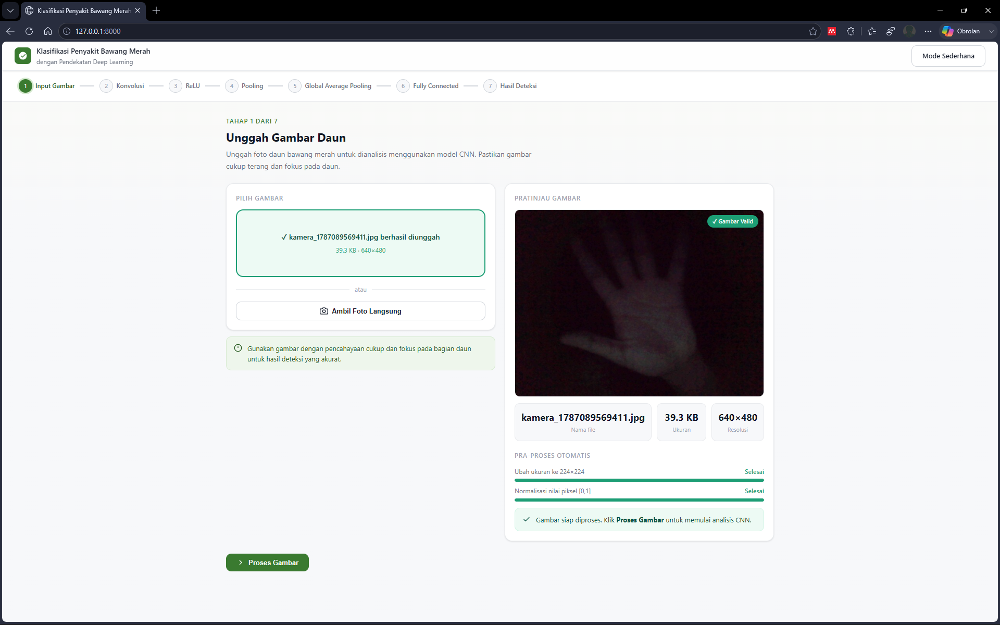 Klasifikasi Penyakit Bawang Merah
127.0.0.1:8000
Obrolan
Klasifikasi Penyakit Bawang Merah
dengan Pendekatan Deep Learning
Mode Sederhana
1 Input Gambar
2 Konvolusi
3 ReLU
4 Pooling
5 Global Average Pooling
6 Fully Connected
7 Hasil Deteksi
TAHAP 1 DARI 7
Unggah Gambar Daun
Unggah foto daun bawang merah untuk dianalisis menggunakan model CNN. Pastikan gambar
cukup terang dan fokus pada daun.
PILIH GAMBAR
✓ kamera_1787089569411.jpg berhasil diunggah
39.3 KB · 640×480
atau
Ambil Foto Langsung
Gunakan gambar dengan pencahayaan cukup dan fokus pada bagian daun
untuk hasil deteksi yang akurat.
PRATINJAU GAMBAR
✓ Gambar Valid
kamera_1787089569411.jpg
Nama file
39.3 KB
Ukuran
640×480
Resolusi
PRA-PROSES OTOMATIS
Ubah ukuran ke 224×224
Selesai
Normalisasi nilai piksel [0,1]
Selesai
Gambar siap diproses. Klik Proses Gambar untuk memulai analisis CNN.
Proses Gambar